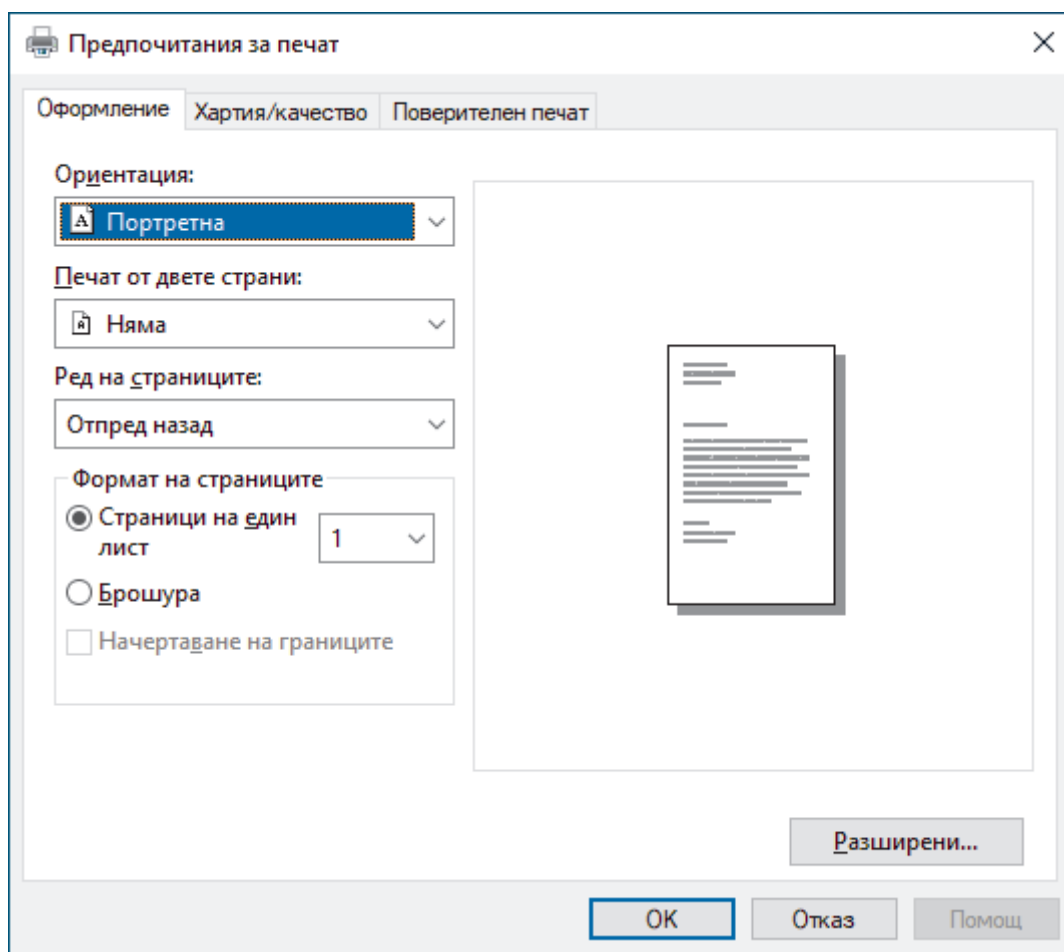 Предпочитания за печат
Оформление Хартия/качество Поверителен печат
Ориентация:
Портретна
Печат от двете страни:
Няма
Ред на страниците:
Отпред назад
Формат на страниците
Страници на един
лист
1
Брошура
Начертаване на границите
Разширени...
OK Отказ Помощ